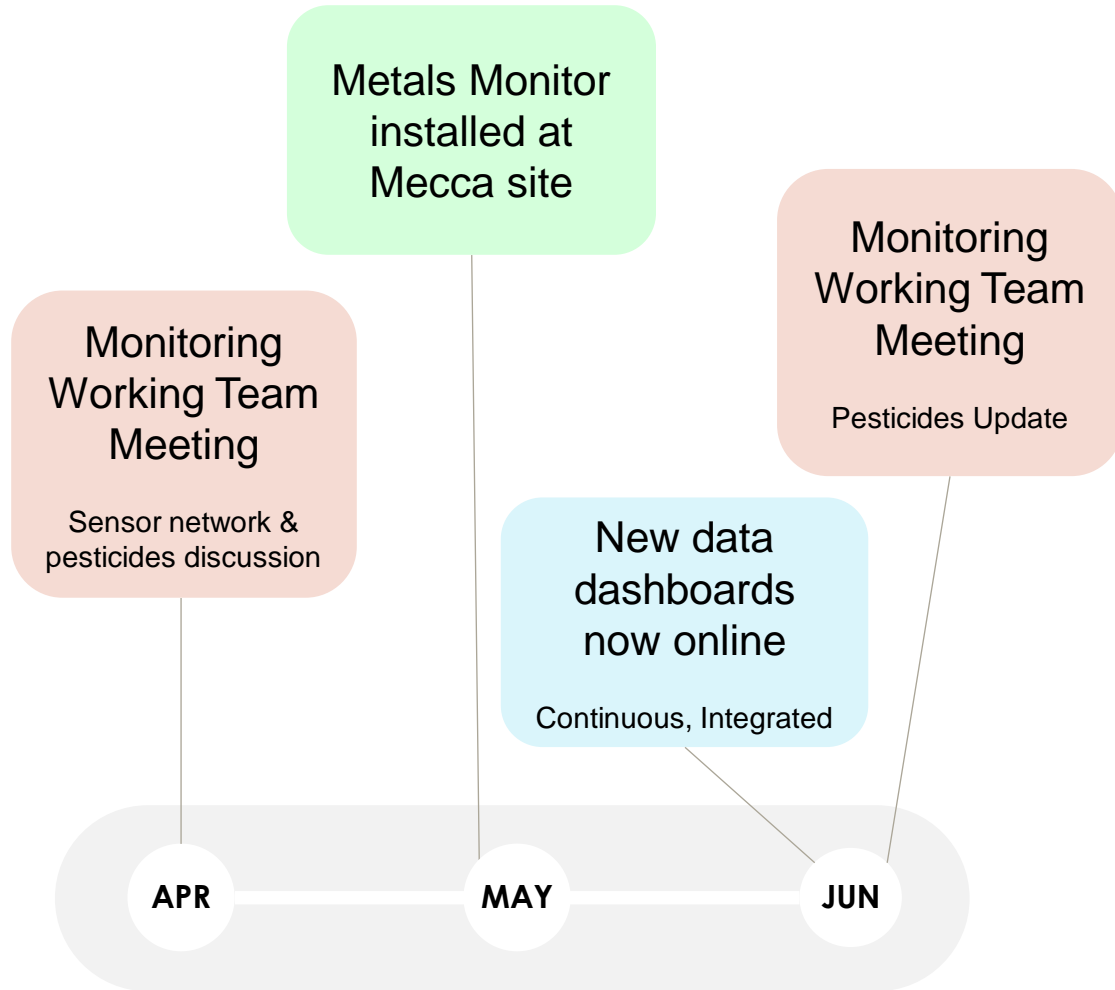 Metals Monitor
installed at
Mecca site
Monitoring
Working Team
Meeting
Pesticides Update
Monitoring
Working Team
Meeting
Sensor network &
pesticides discussion
New data
dashboards
now online
Continuous, Integrated
APR
MAY
JUN